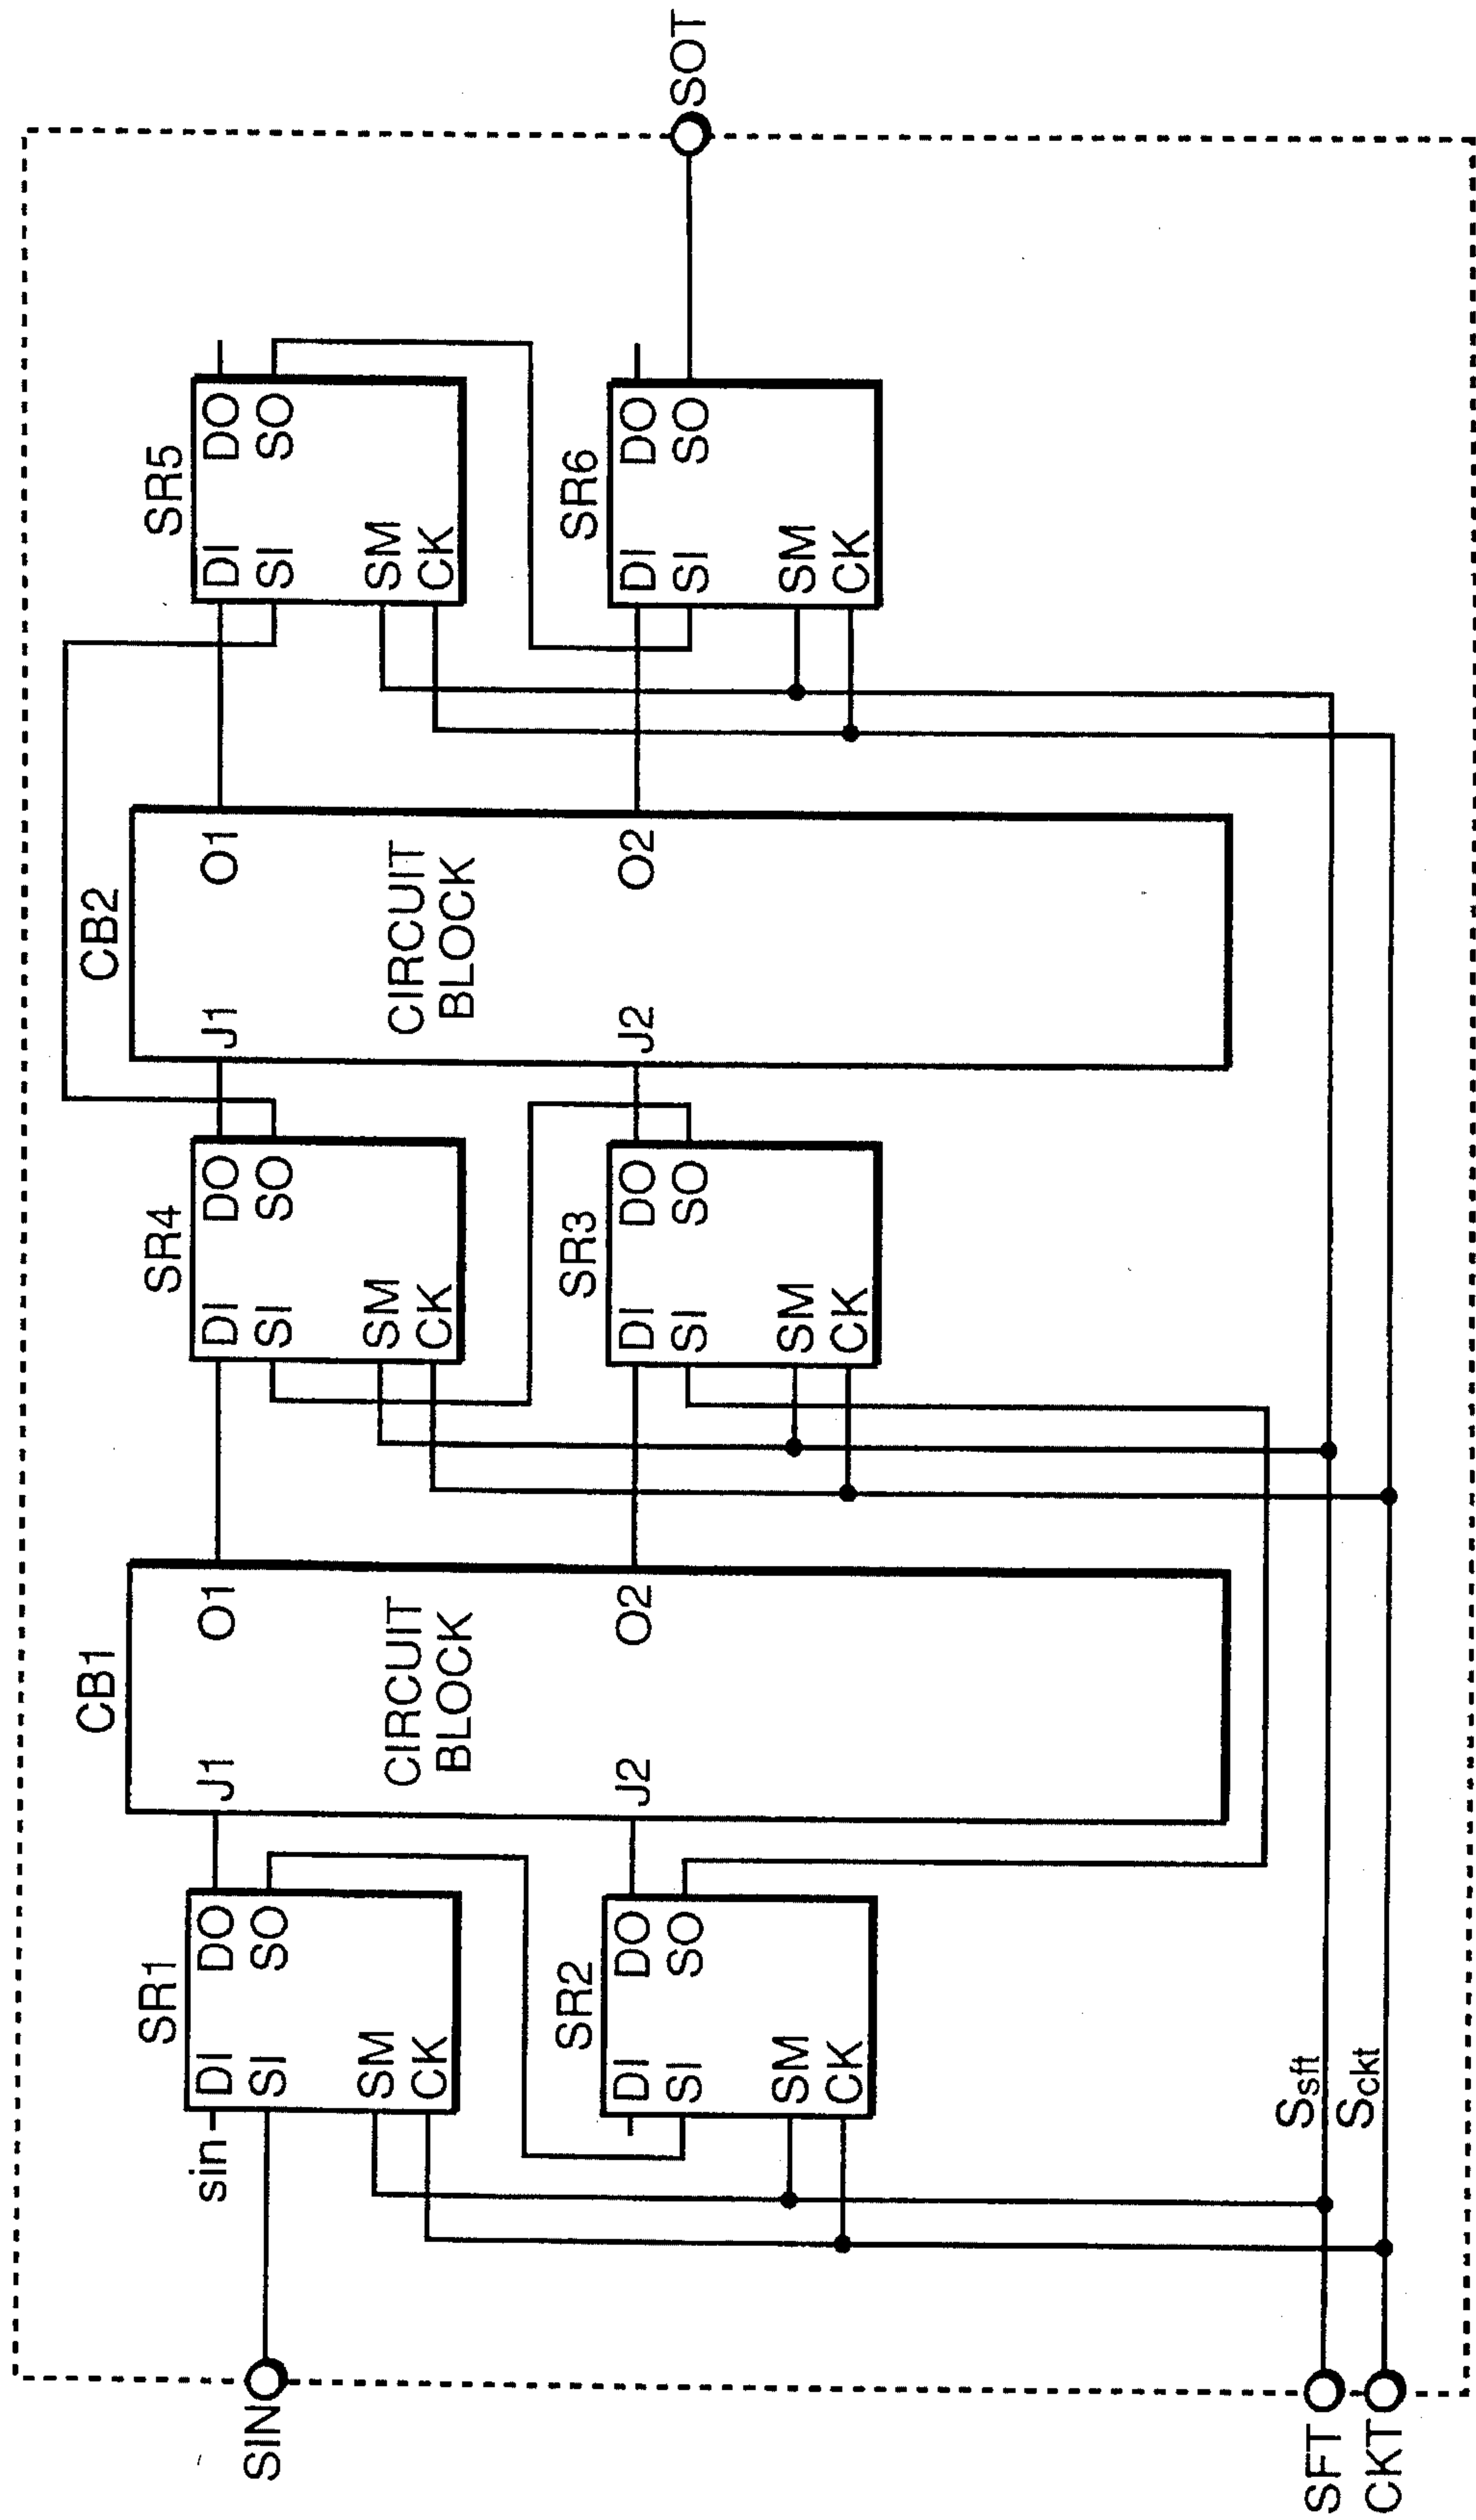 CB1
CB2
SR1
SR4
SR5
sin
DI
DO
J1
O1
DI
DO
J1
O1
DI
DO
SIN
SI
SO
SI
SO
SI
SO
SM
CIRCUIT
SM
CIRCUIT
SM
CK
BLOCK
CK
BLOCK
CK
SR2
SR3
SR6
DI
DO
J2
O2
DI
DO
J2
O2
DI
DO
SI
SO
SI
SO
SI
SO
SOT
SM
SM
SM
CK
CK
CK
SFT
Ssft
CKT
Sckt